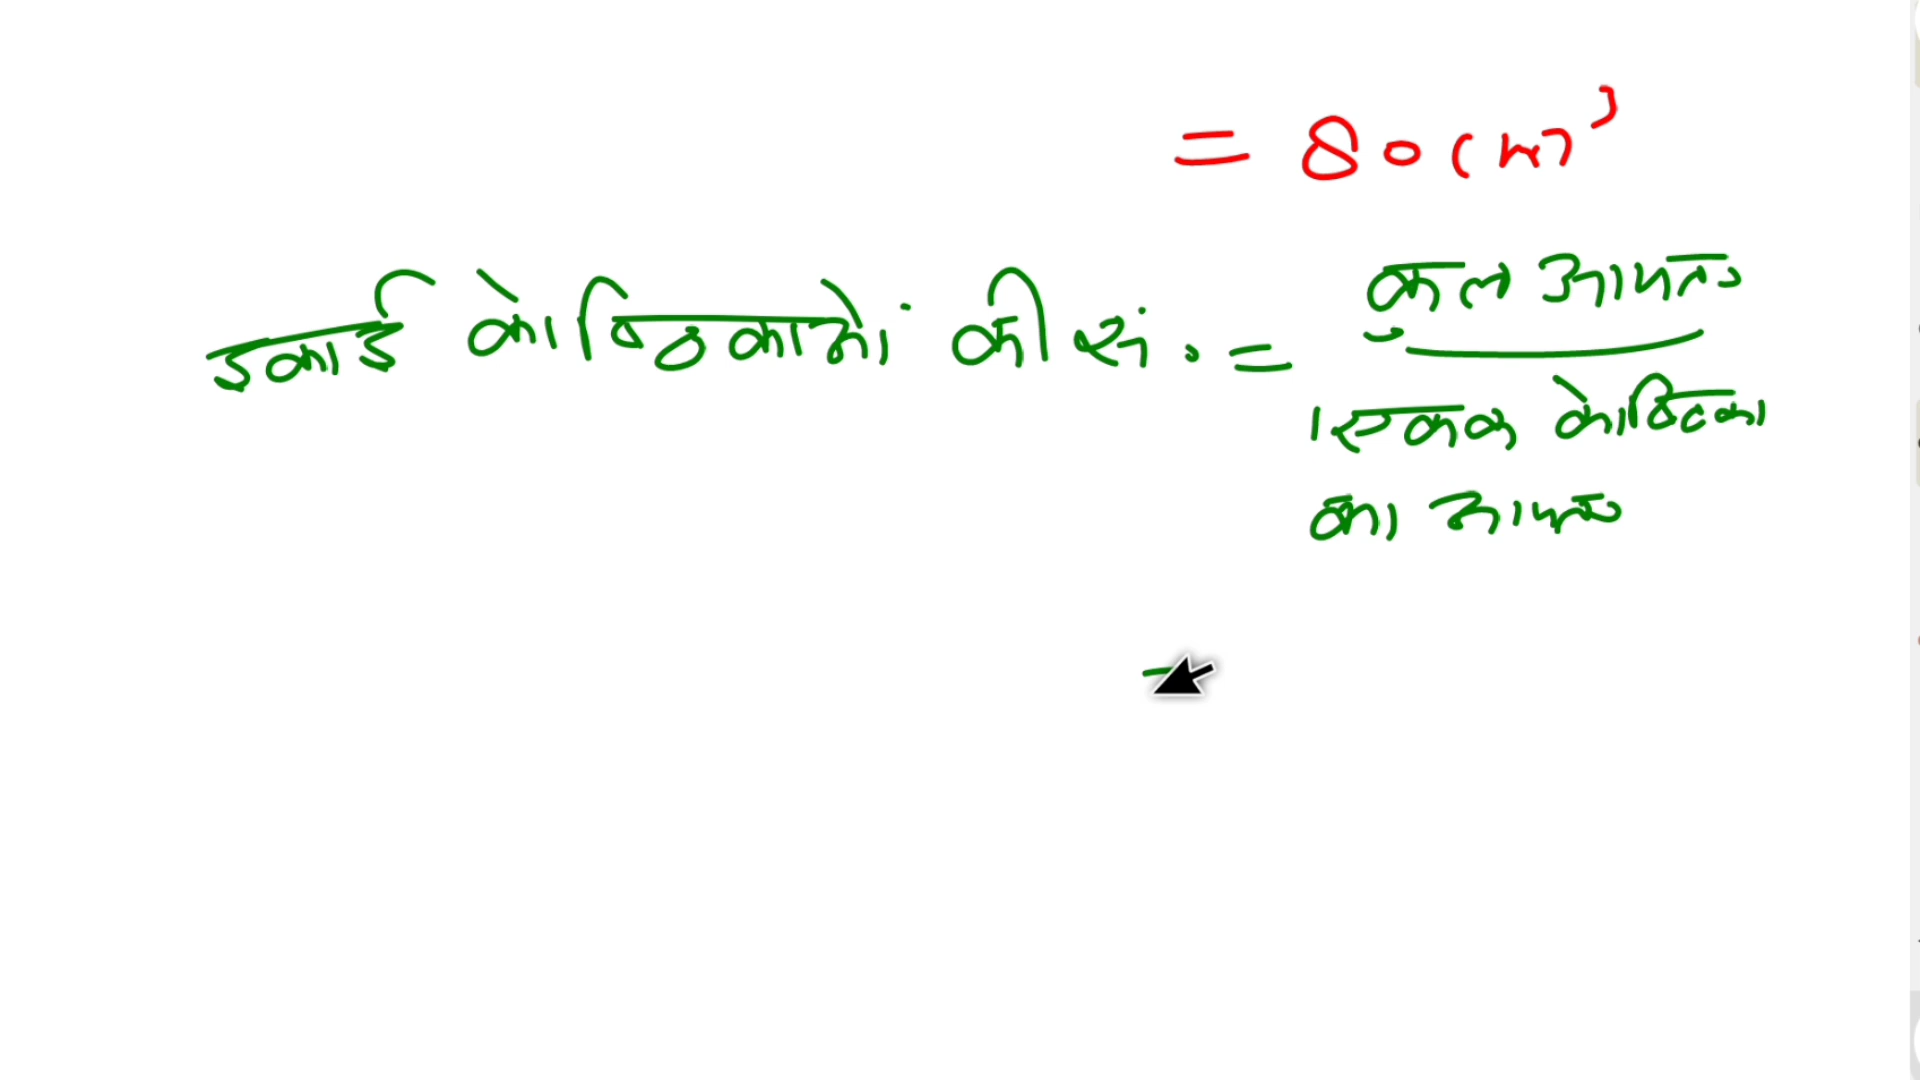 = 80 cm³
इकाई कोष्ठिकाओं की सं. = कुल आयतन
1 एकक कोष्ठिका
का आयतन